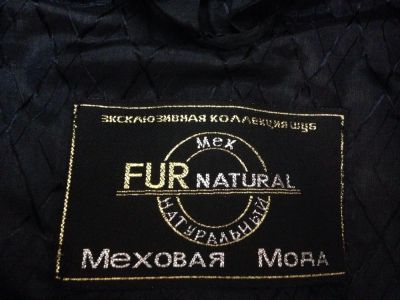 ЭКСКЛЮЗИВНАЯ КОЛЛЕКЦИЯ ШУБ
Мех
FUR NATURAL
НАТУРАЛЬНЫЙ
Меховая Мода